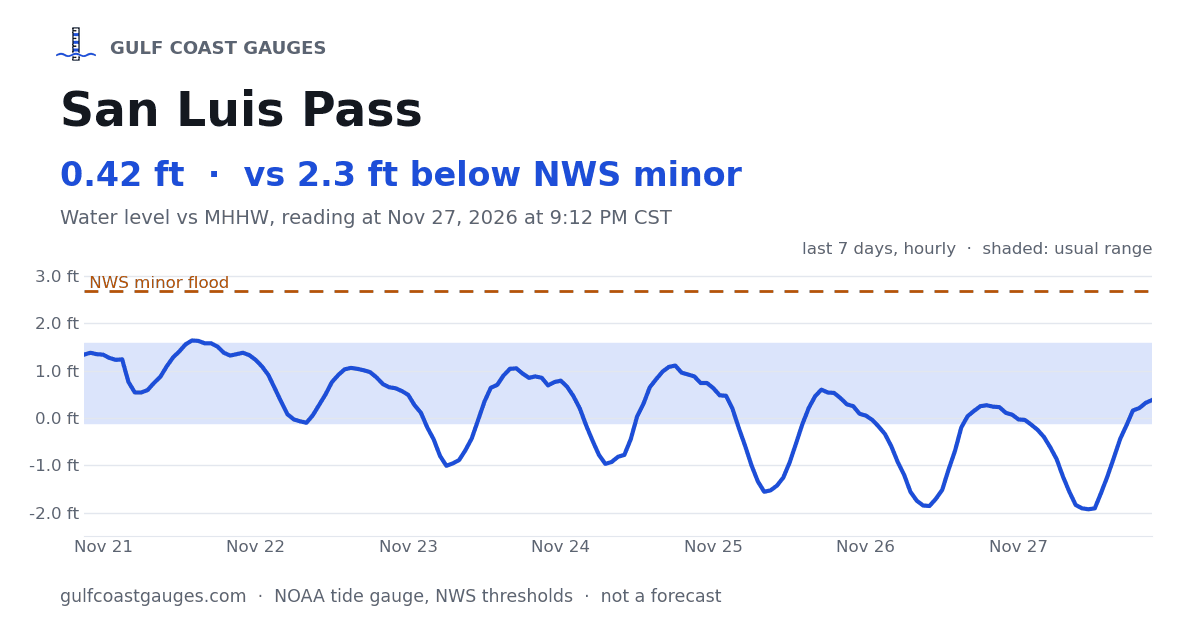 GULF COAST GAUGES
San Luis Pass
0.42 ft · vs 2.3 ft below NWS minor
Water level vs MHHW, reading at Nov 27, 2026 at 9:12 PM CST
last 7 days, hourly · shaded: usual range
3.0 ft
NWS minor flood
2.0 ft
1.0 ft
0.0 ft
-1.0 ft
-2.0 ft
Nov 21 Nov 22 Nov 23 Nov 24 Nov 25 Nov 26 Nov 27
gulfcoastgauges.com · NOAA tide gauge, NWS thresholds · not a forecast